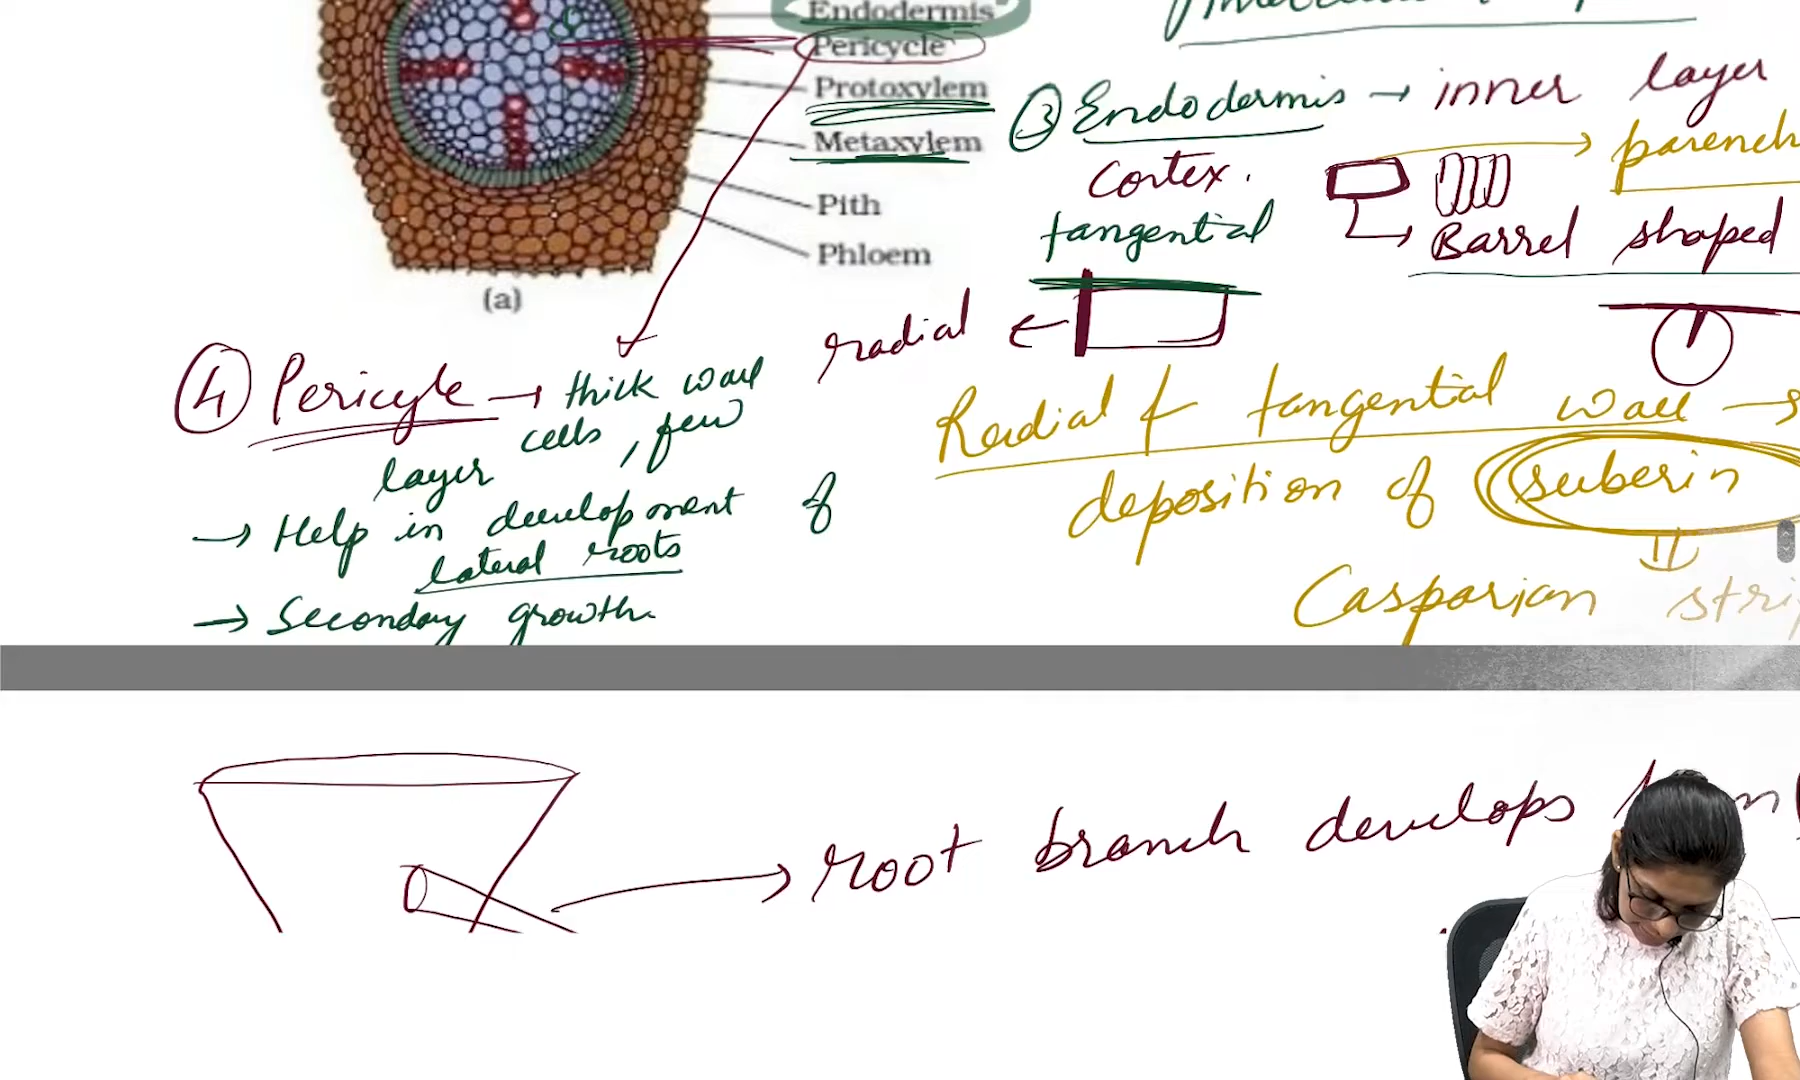 Endodermis
Pericycle
Protoxylem
Metaxylem
Pith
Phloem
(a)
③ Endodermis → inner layer
cortex. parench
tangential Barrel shaped
radial
④ Pericycle → thick wall
cells, few
layer
→ Help in development of
lateral roots
→ Secondary growth.
Radial & tangential wall →
deposition of suberin
Casparian stri
→ root branch develops